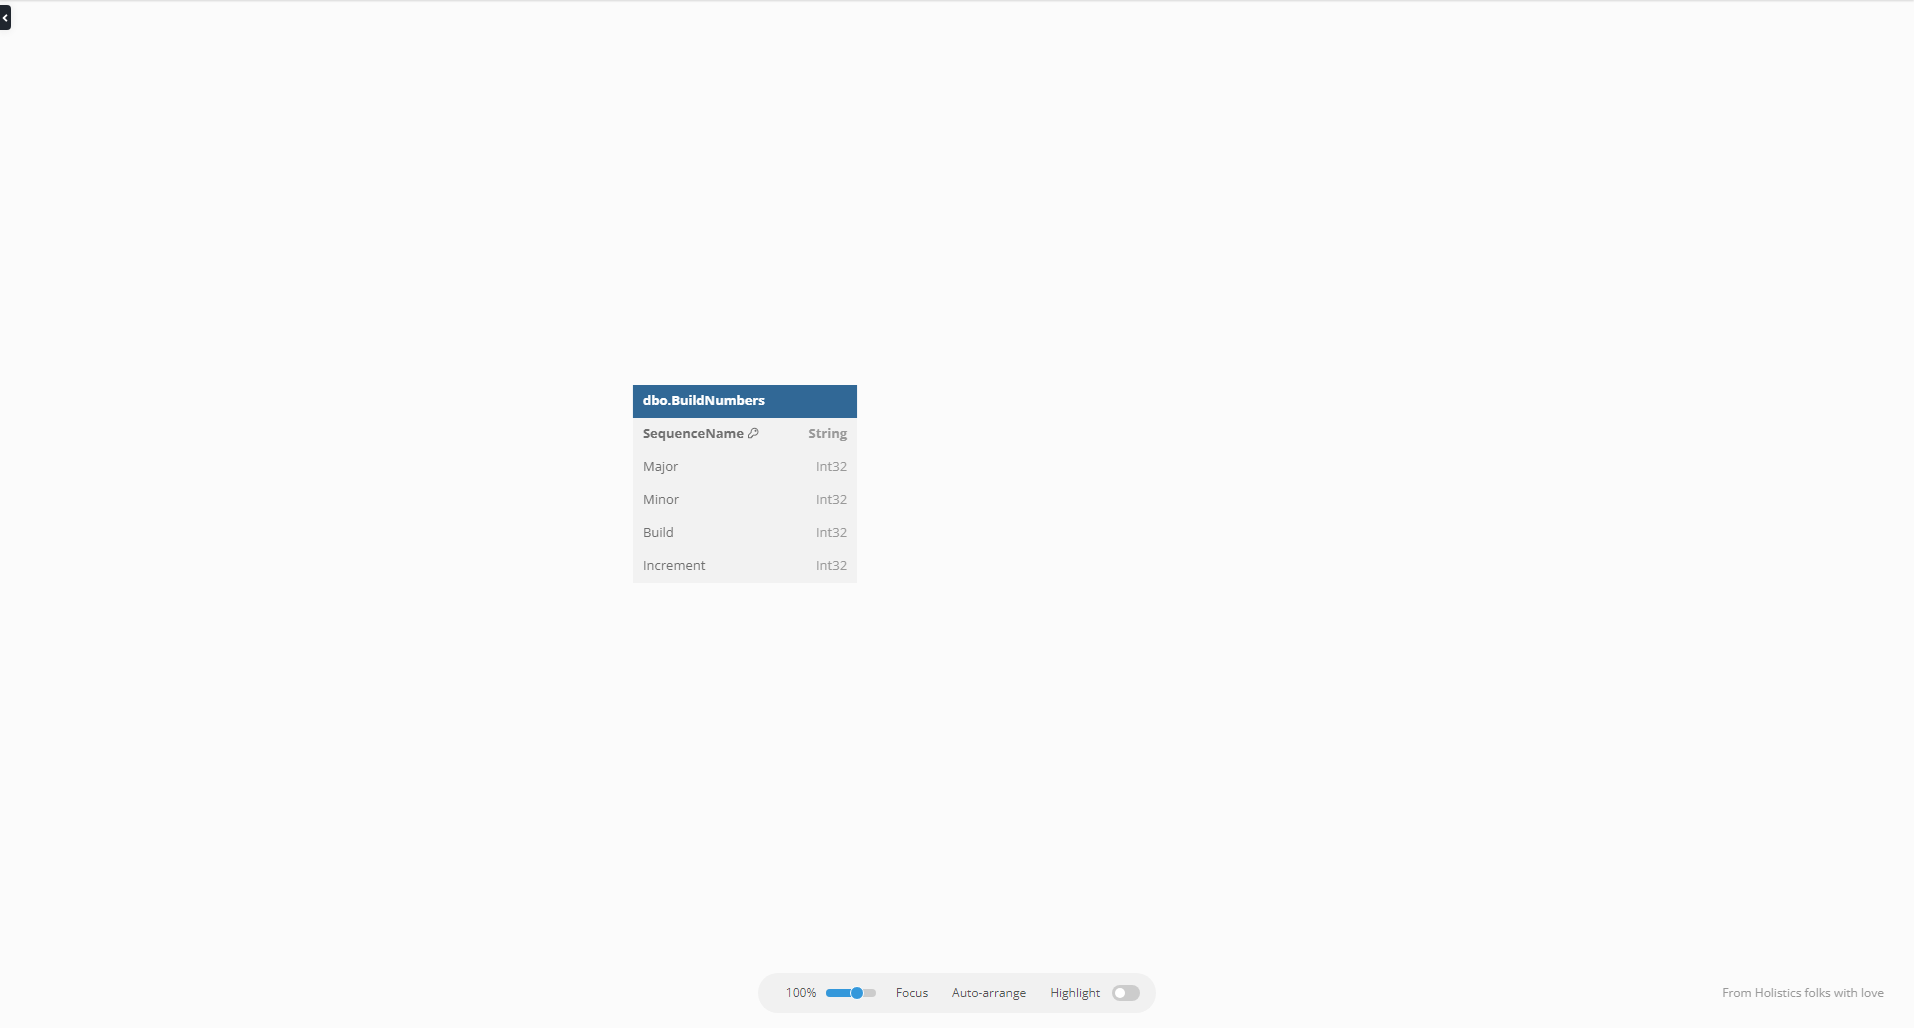 dbo.BuildNumbers
SequenceName String
Major Int32
Minor Int32
Build Int32
Increment Int32
100% Focus Auto-arrange Highlight
From Holistics folks with love